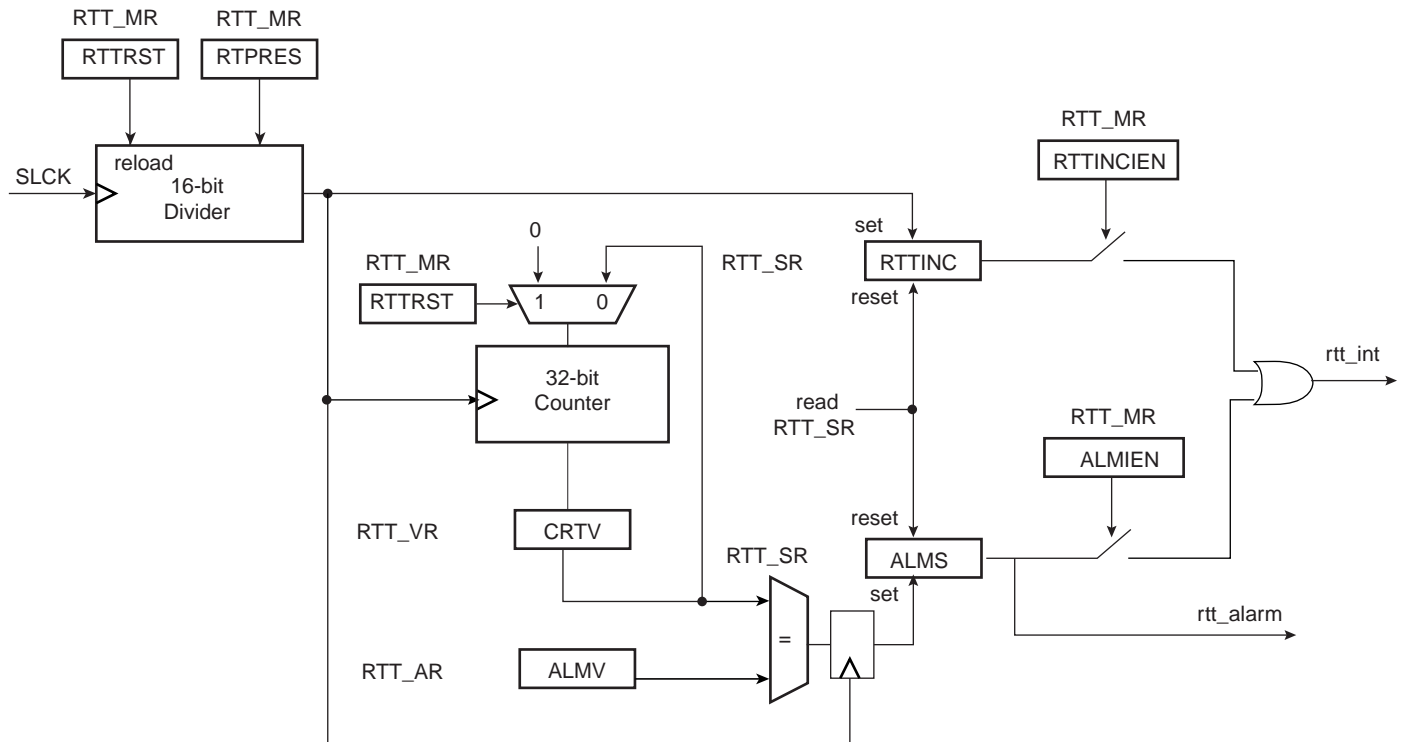 RTT_MR
RTT_MR
RTTRST
RTPRES
reload
16-bit
Divider
SLCK
RTT_MR
RTTINCIEN
0
set
RTT_MR
RTTRST
1
0
RTT_SR
RTTINC
reset
32-bit
Counter
rtt_int
read
RTT_SR
RTT_MR
ALMIEN
reset
RTT_VR
CRTV
RTT_SR
ALMS
set
rtt_alarm
=
RTT_AR
ALMV